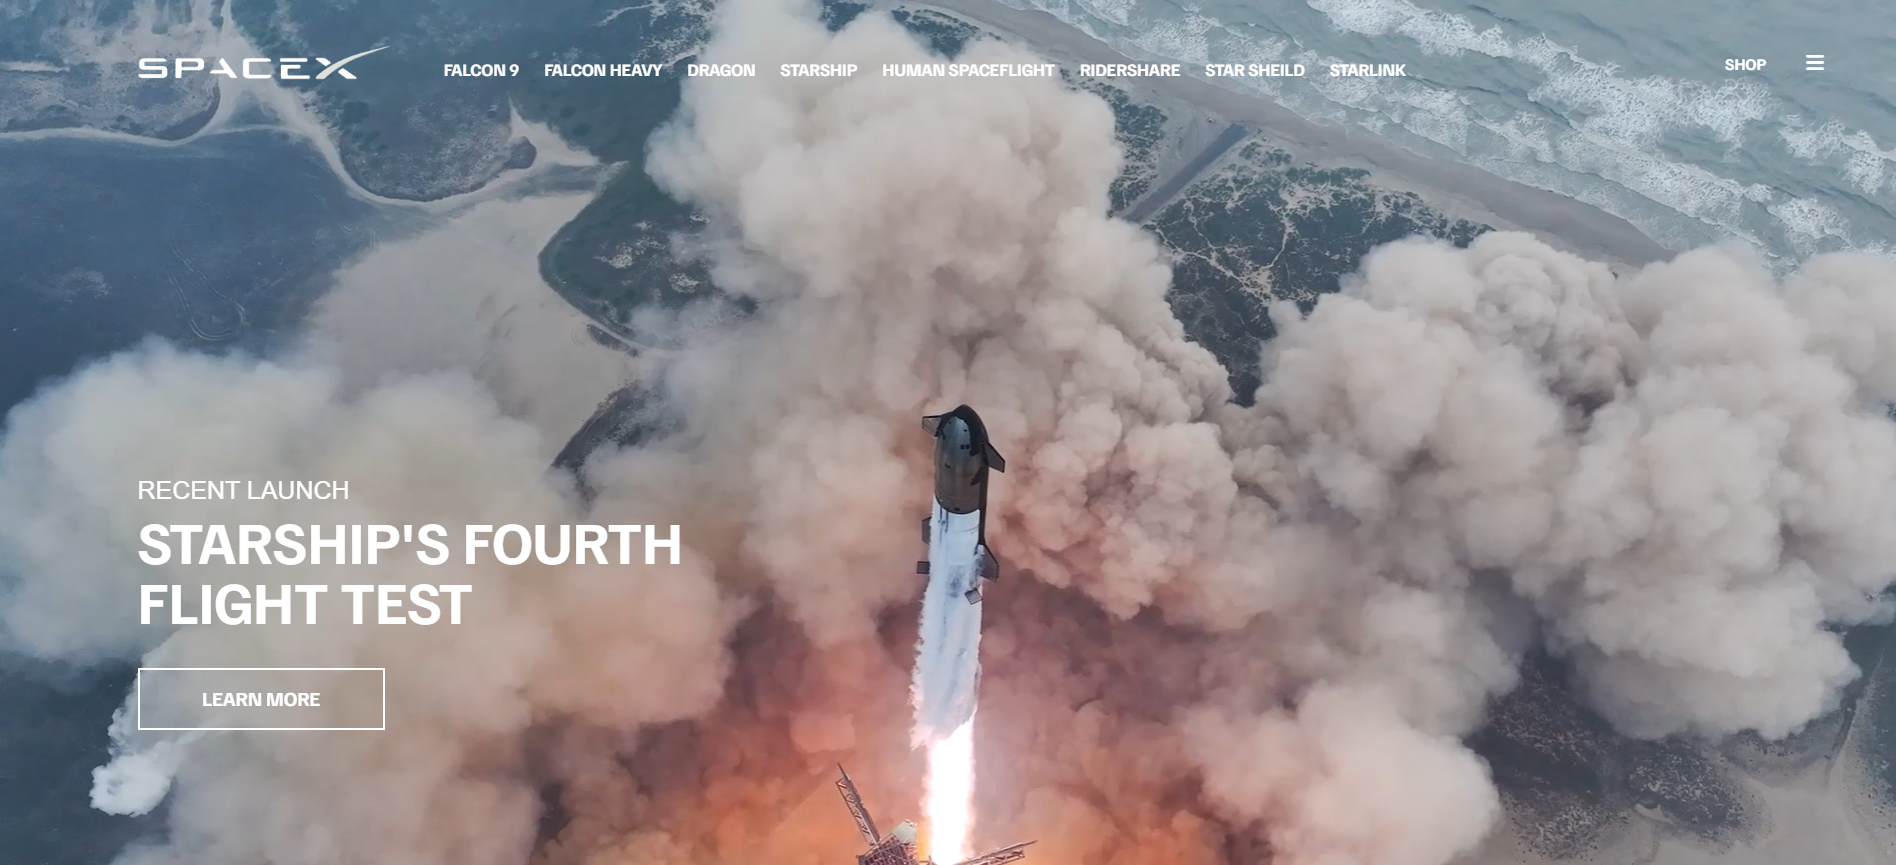 SPACEX
FALCON 9 FALCON HEAVY DRAGON STARSHIP HUMAN SPACEFLIGHT RIDERSHARE STAR SHEILD STARLINK
SHOP
RECENT LAUNCH
STARSHIP'S FOURTH
FLIGHT TEST
LEARN MORE